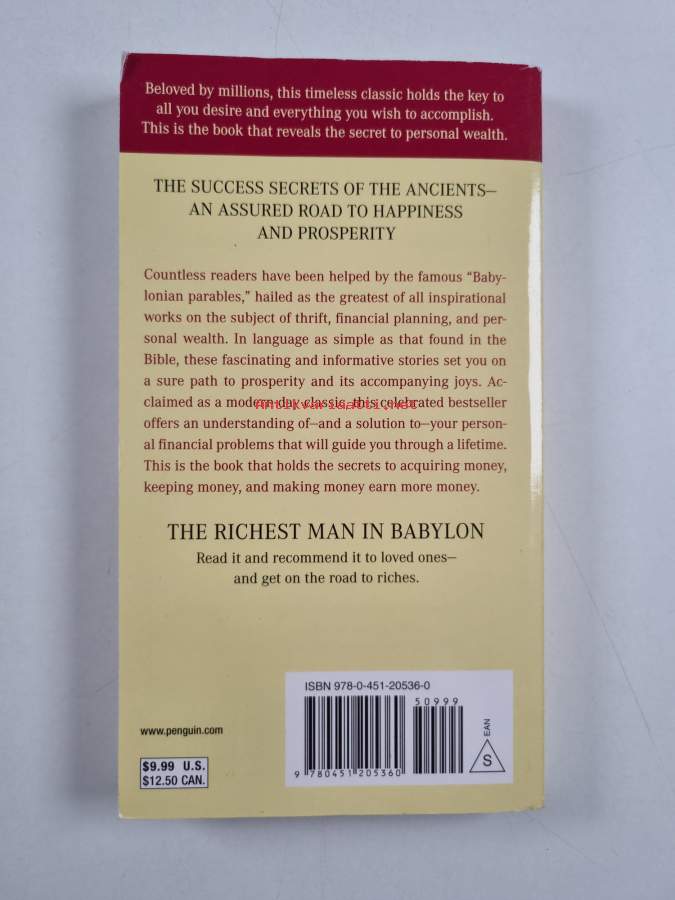 Beloved by millions, this timeless classic holds the key to
all you desire and everything you wish to accomplish.
This is the book that reveals the secret to personal wealth.
THE SUCCESS SECRETS OF THE ANCIENTS—
AN ASSURED ROAD TO HAPPINESS
AND PROSPERITY
Countless readers have been helped by the famous “Baby-
lonian parables,” hailed as the greatest of all inspirational
works on the subject of thrift, financial planning, and per-
sonal wealth. In language as simple as that found in the
Bible, these fascinating and informative stories set you on
a sure path to prosperity and its accompanying joys. Ac-
claimed as a modern-day classic, this celebrated bestseller
Antikvariaatti.net
offers an understanding of—and a solution to—your person-
al financial problems that will guide you through a lifetime.
This is the book that holds the secrets to acquiring money,
keeping money, and making money earn more money.
THE RICHEST MAN IN BABYLON
Read it and recommend it to loved ones—
and get on the road to riches.
ISBN 978-0-451-20536-0
50999
EAN
S
9 780451 205360
www.penguin.com
$9.99 U.S.
$12.50 CAN.